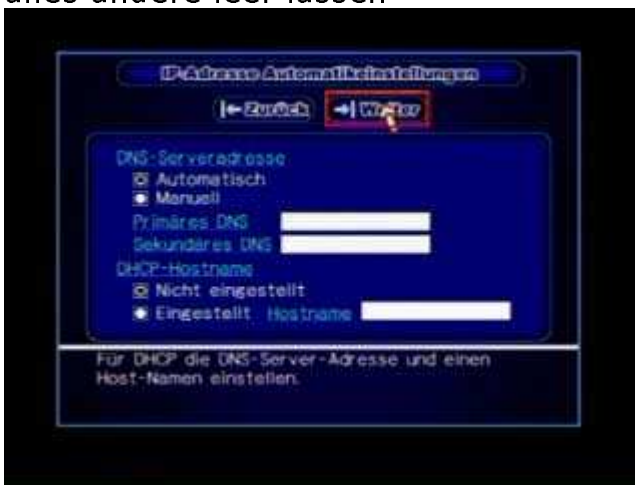 alles andere leer lassen
IP-Adresse Automatikeinstellungen
Zurück Weiter
DNS-Serveradresse
Automatisch
Manuell
Primäres DNS
Sekundäres DNS
DHCP-Hostname
Nicht eingestellt
Eingestellt Hostname
Für DHCP die DNS-Server-Adresse und einen
Host-Namen einstellen.